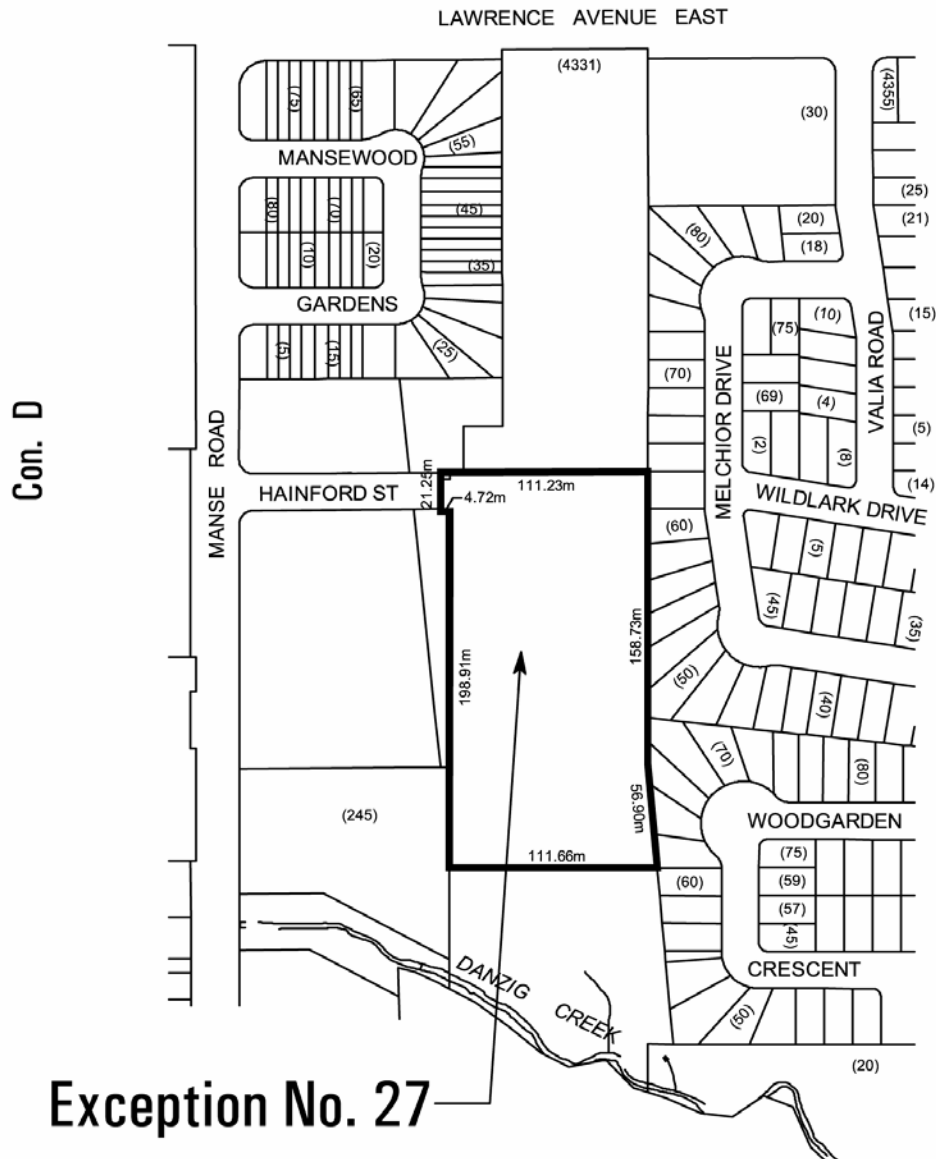 LAWRENCE AVENUE EAST
(4331)
(75)
(65)
(4355)
(30)
MANSEWOOD
(55)
(80)
(70)
(45)
(25)
(20)
(21)
(80)
(18)
(10)
(20)
(35)
GARDENS
(5)
(15)
(25)
(75)
(10)
(15)
(70)
MELCHIOR DRIVE
VALIA ROAD
(69)
(4)
(5)
(2)
(8)
(14)
Con. D
MANSE ROAD
HAINFORD ST
21.25m
4.72m
111.23m
WILDLARK DRIVE
(60)
(5)
(45)
(35)
198.91m
158.73m
(50)
(40)
(70)
(80)
56.90m
(245)
111.66m
WOODGARDEN
(75)
(60)
(59)
(57)
(45)
CRESCENT
DANZIG CREEK
(50)
(20)
Exception No. 27